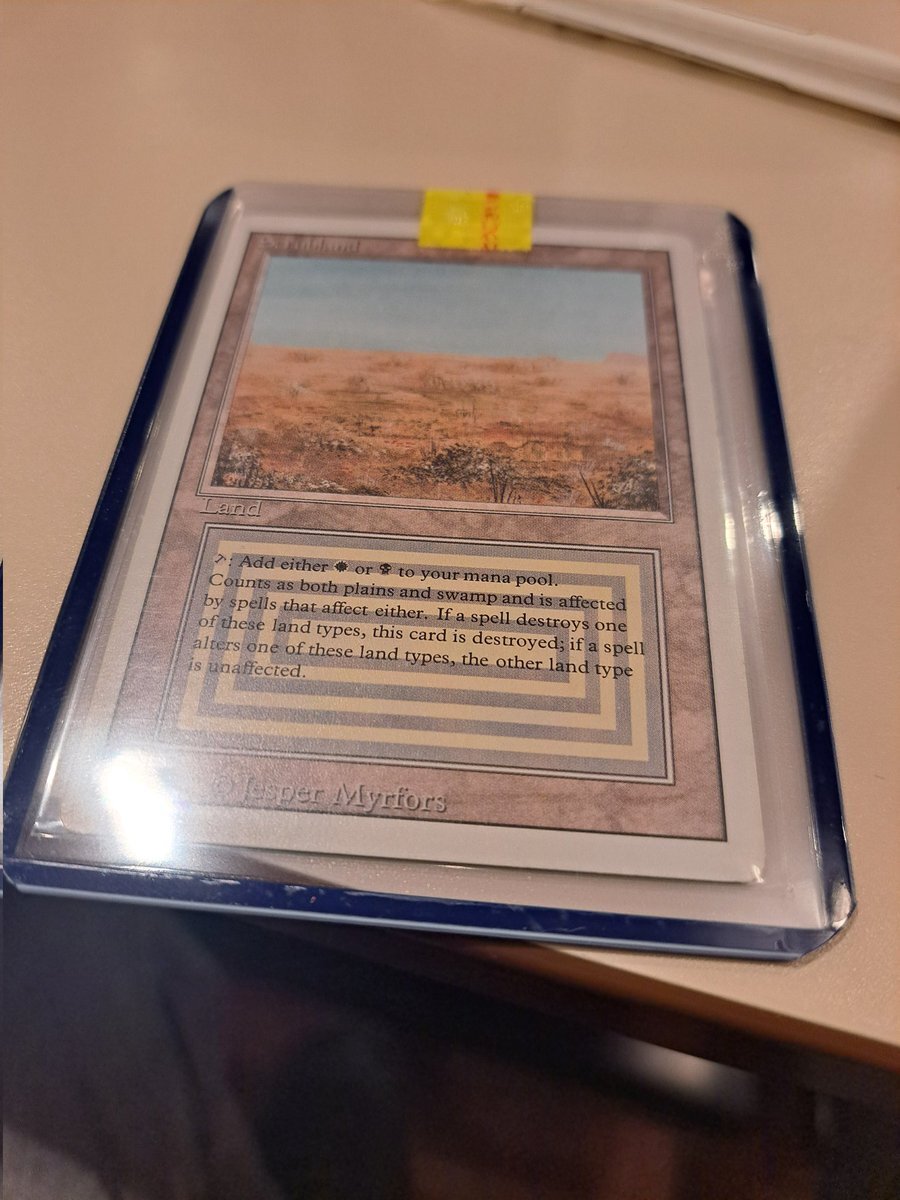 Scrubland
Land
: Add either or to your mana pool.
Counts as both plains and swamp and is affected
by spells that affect either. If a spell destroys one
of these land types, this card is destroyed; if a spell
alters one of these land types, the other land type
is unaffected.
© Jesper Myrfors